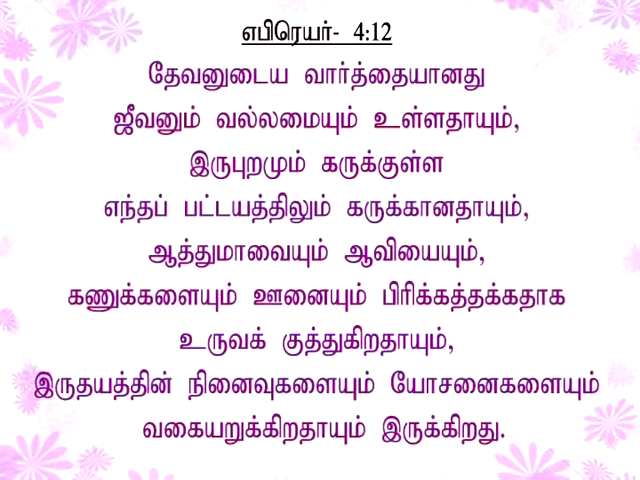 எபிரெயர்- 4:12
தேவனுடைய வார்த்தையானது
ஜீவனும் வல்லமையும் உள்ளதாயும்,
இருபுறமும் கருக்குள்ள
எந்தப் பட்டயத்திலும் கருக்கானதாயும்,
ஆத்துமாவையும் ஆவியையும்,
கணுக்களையும் ஊனையும் பிரிக்கத்தக்கதாக
உருவக் குத்துகிறதாயும்,
இருதயத்தின் நினைவுகளையும் யோசனைகளையும்
வகையறுக்கிறதாயும் இருக்கிறது.